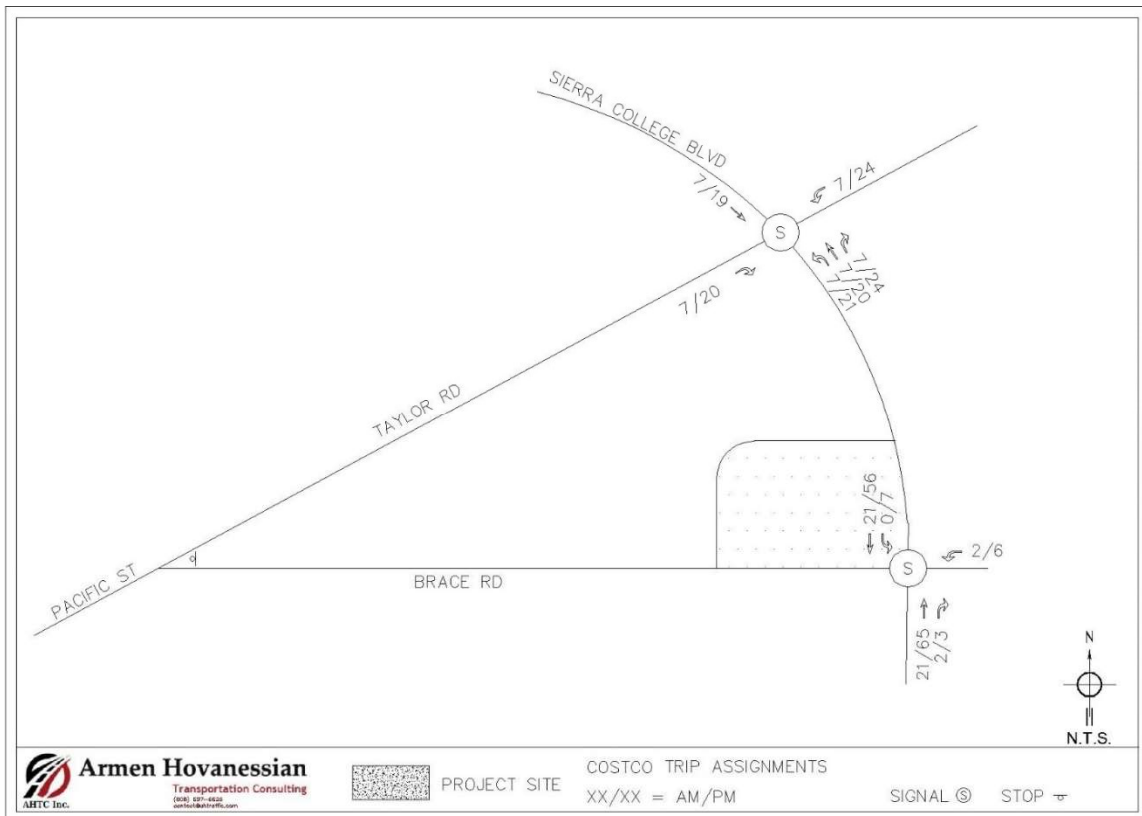 SIERRA COLLEGE BLVD
7/19
7/24
S
7/24
7/20
7/21
7/20
TAYLOR RD
21/56
0/7
PACIFIC ST
BRACE RD
S
2/6
21/65
2/3
N
N.T.S.
AHTC Inc.
Armen Hovanessian
Transportation Consulting
PROJECT SITE
COSTCO TRIP ASSIGNMENTS
XX/XX = AM/PM
SIGNAL Ⓢ
STOP